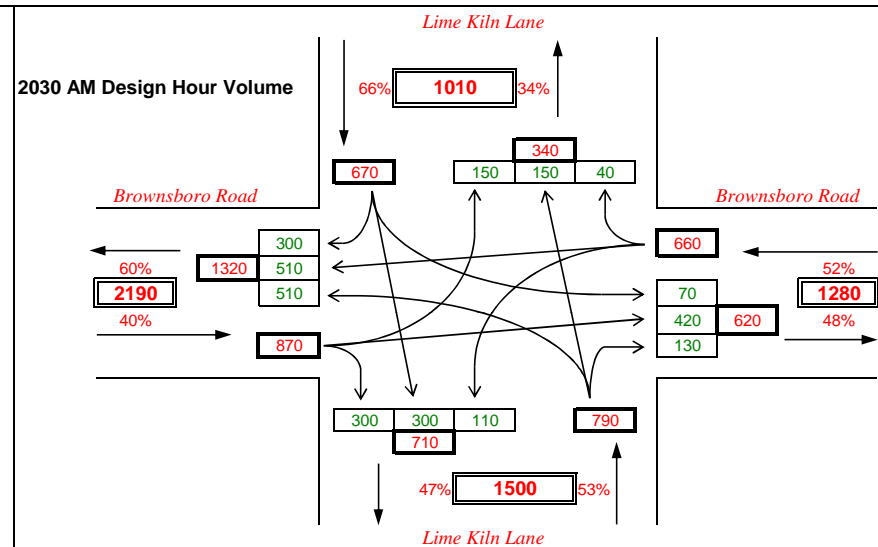 Lime Kiln Lane
2030 AM Design Hour Volume
66% 1010 34%
340
670 150 150 40
Brownsboro Road
Brownsboro Road
300
660
60% 1320 510
52%
2190 510
70 1280
40%
420 620 48%
870
130
300 300 110 790
710
47% 1500 53%
Lime Kiln Lane